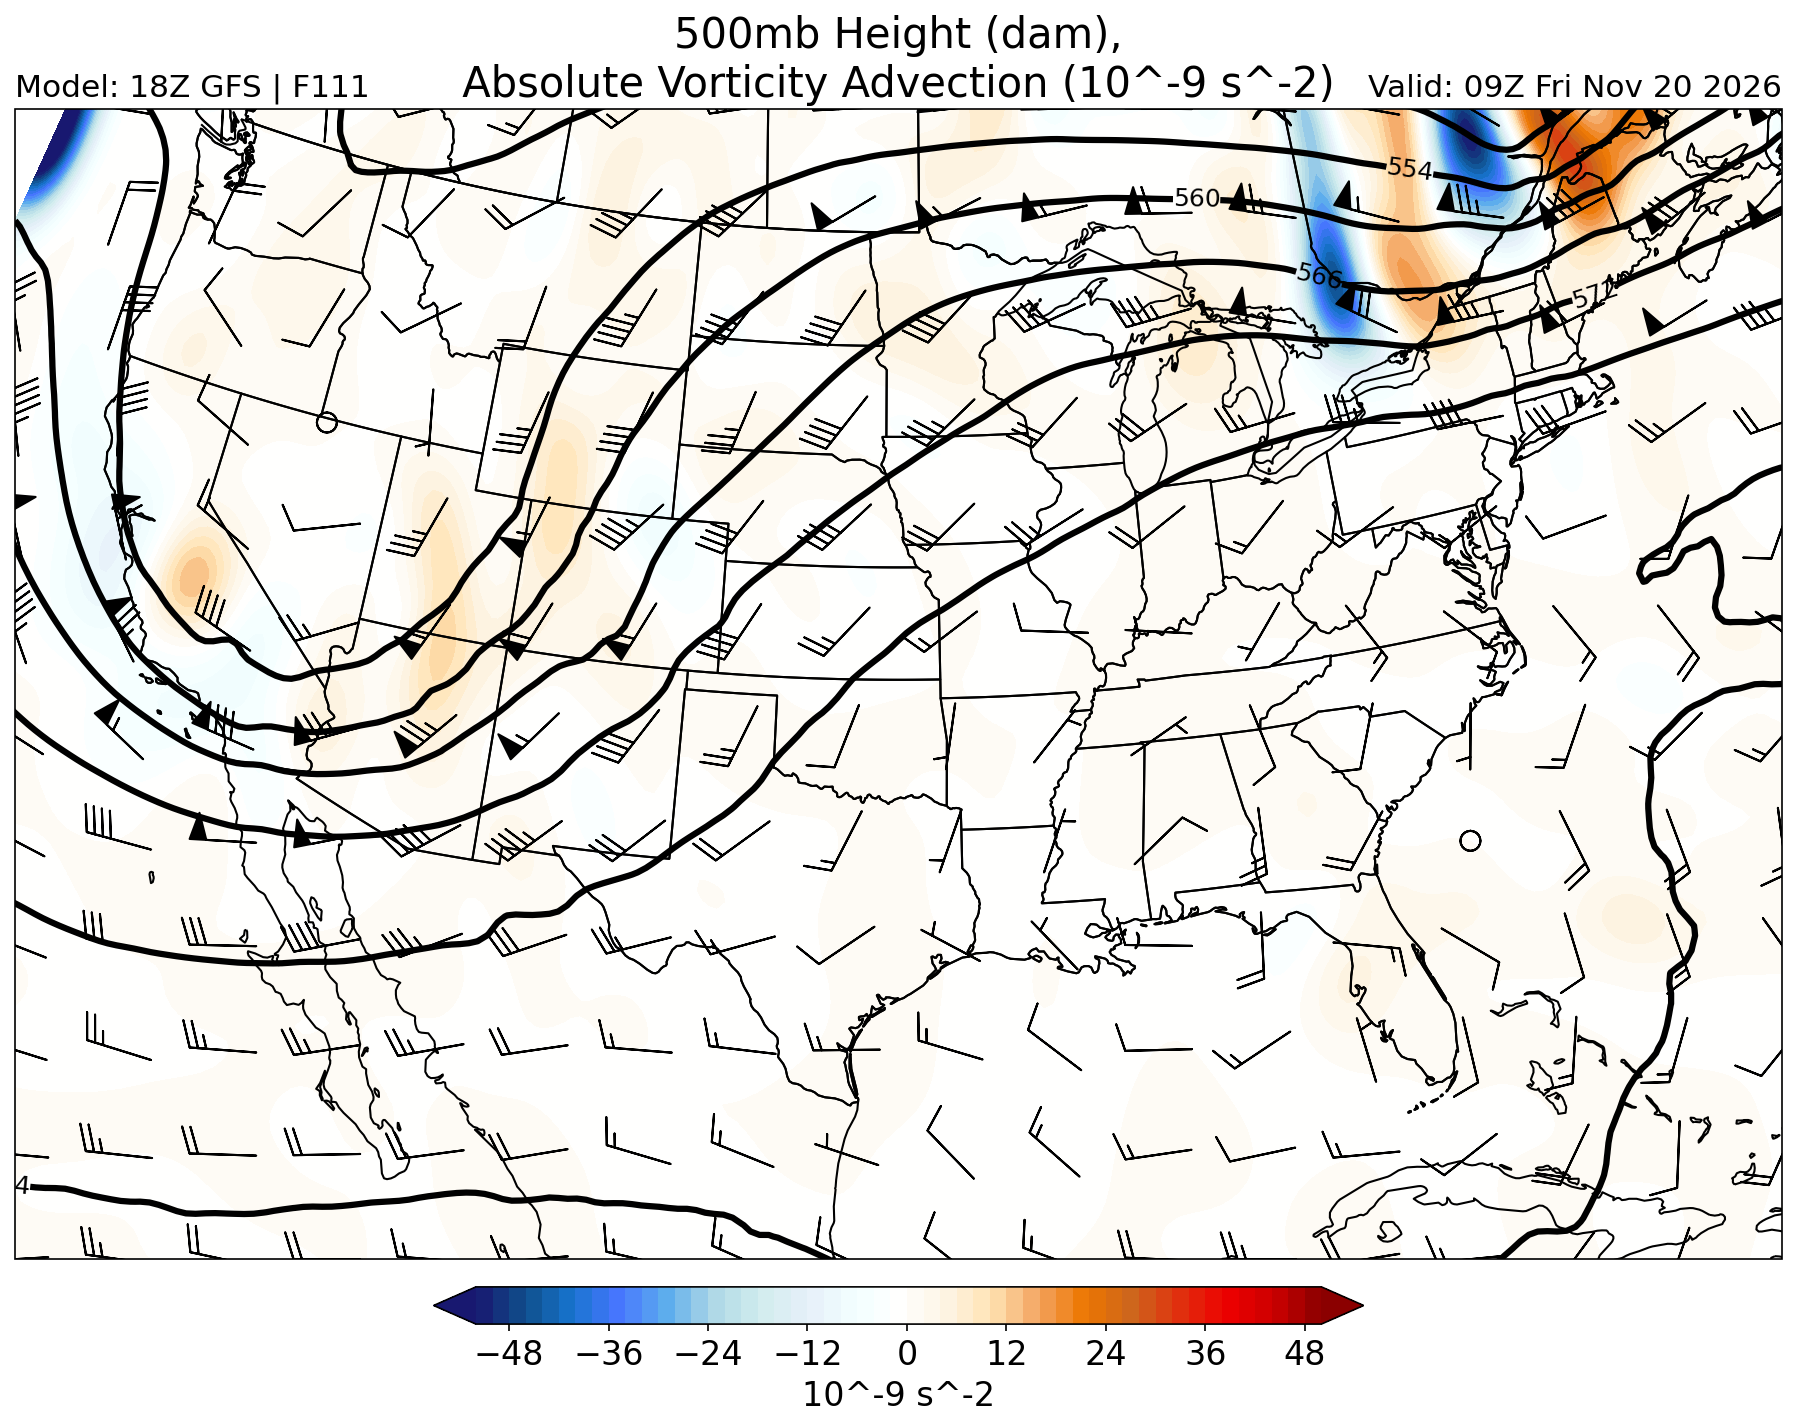 500mb Height (dam),
Model: 18Z GFS | F111
Absolute Vorticity Advection (10^-9 s^-2)
Valid: 09Z Fri Nov 20 2026
554
560
566
572
4
−48 −36 −24 −12 0 12 24 36 48
10^-9 s^-2